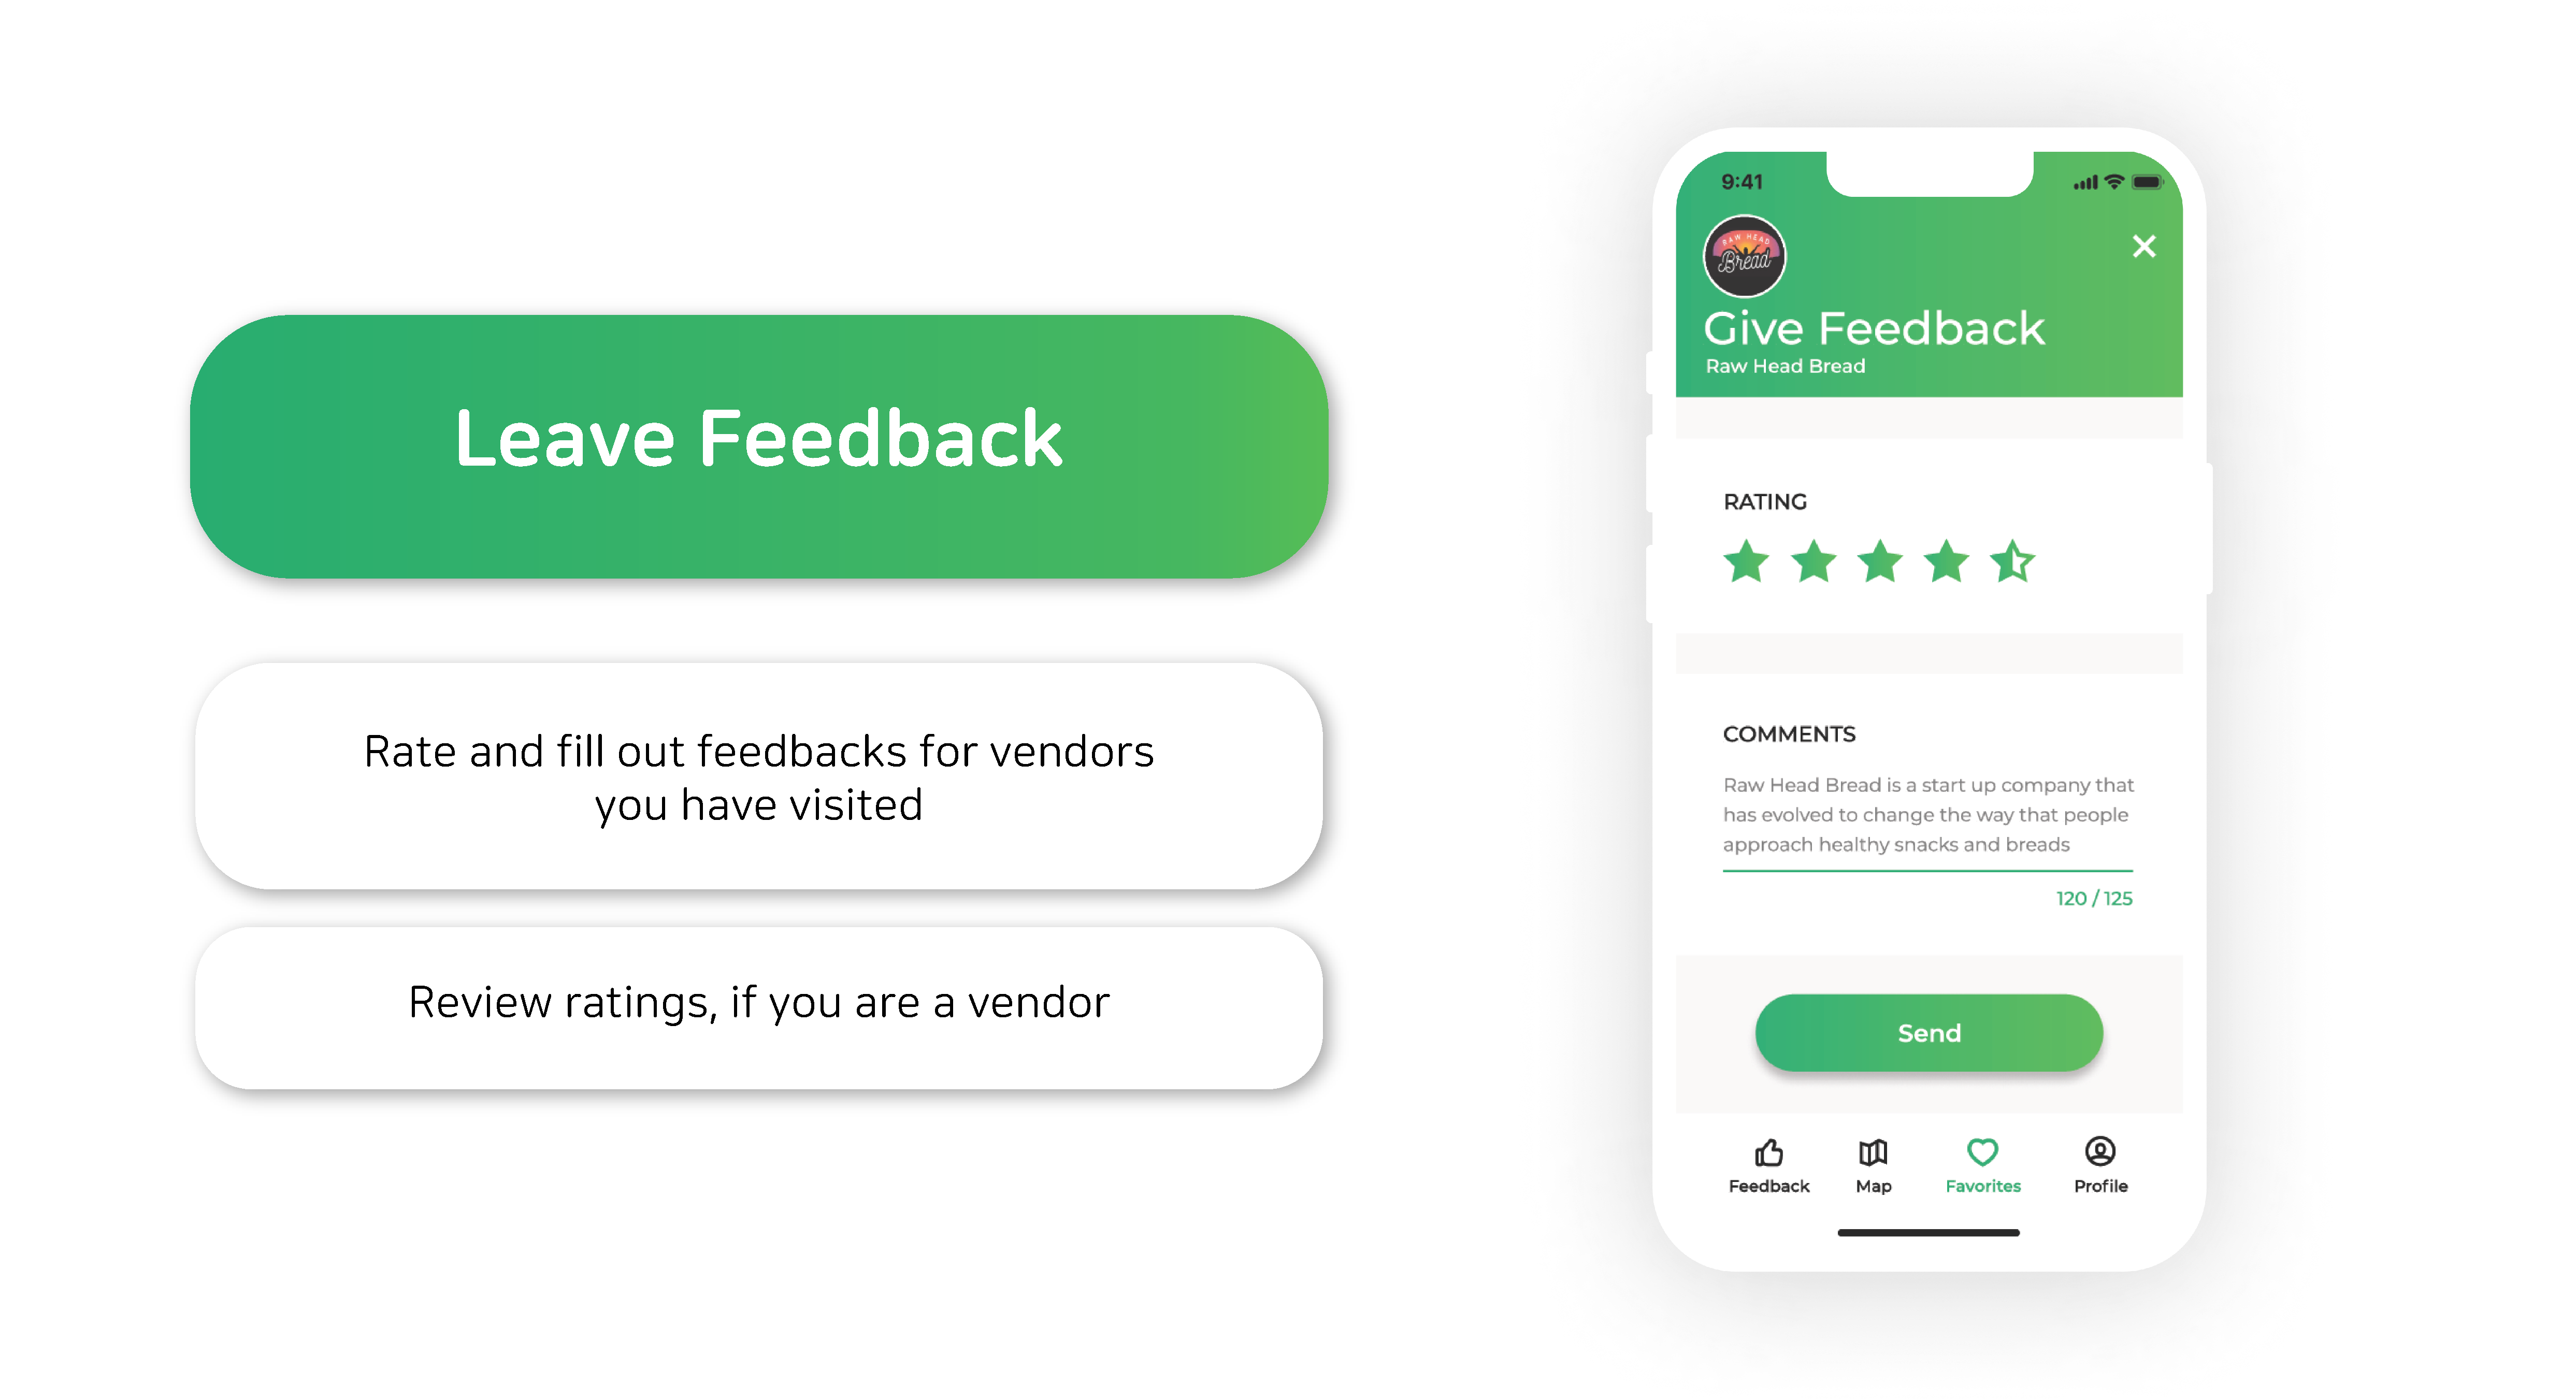 Leave Feedback
Rate and fill out feedbacks for vendors
you have visited
Review ratings, if you are a vendor
9:41
RAW HEAD
Bread
Give Feedback
Raw Head Bread
RATING
COMMENTS
Raw Head Bread is a start up company that
has evolved to change the way that people
approach healthy snacks and breads
120 / 125
Send
Feedback Map Favorites Profile